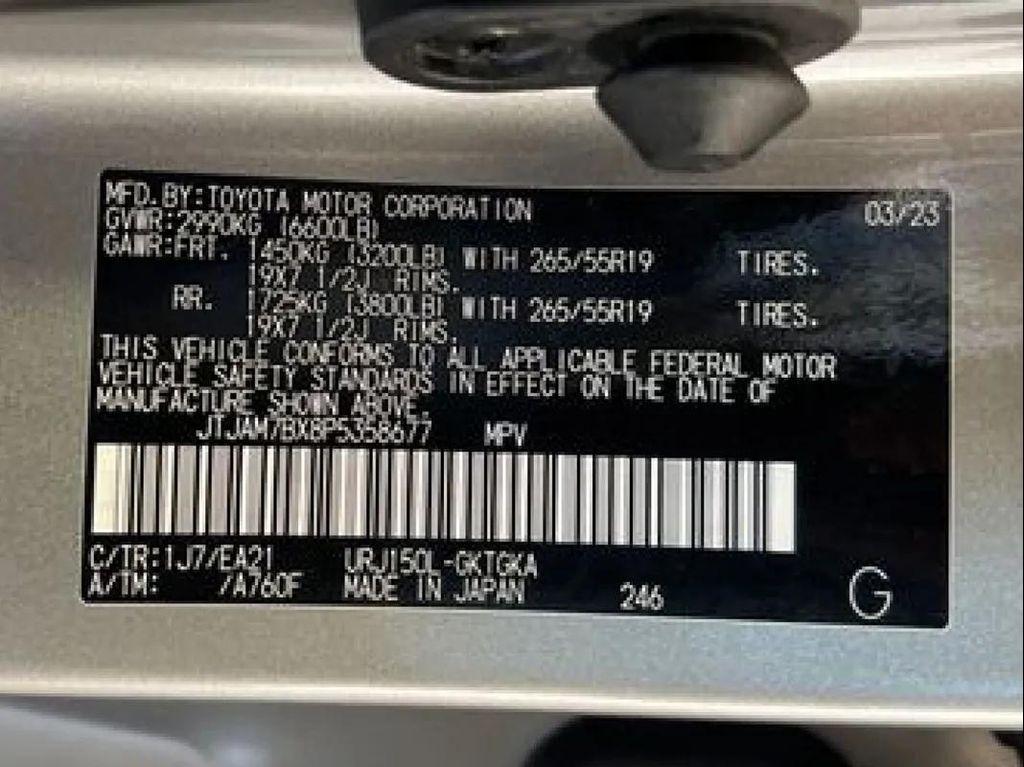 MFD.BY:TOYOTA MOTOR CORPORATION 03/23
GVWR:2990KG (6600LB)
GAWR:FRT. 1450KG (3200LB) WITH 265/55R19 TIRES.
19X7 1/2J RIMS.
RR. 1725KG (3800LB) WITH 265/55R19 TIRES.
19X7 1/2J RIMS.
THIS VEHICLE CONFORMS TO ALL APPLICABLE FEDERAL MOTOR
VEHICLE SAFETY STANDARDS IN EFFECT ON THE DATE OF
MANUFACTURE SHOWN ABOVE.
JTJAM7BX8P5358677 MPV
C/TR:1J7/EA21 URJ150L-GKTGKA
A/TM: /A760F MADE IN JAPAN 246 G